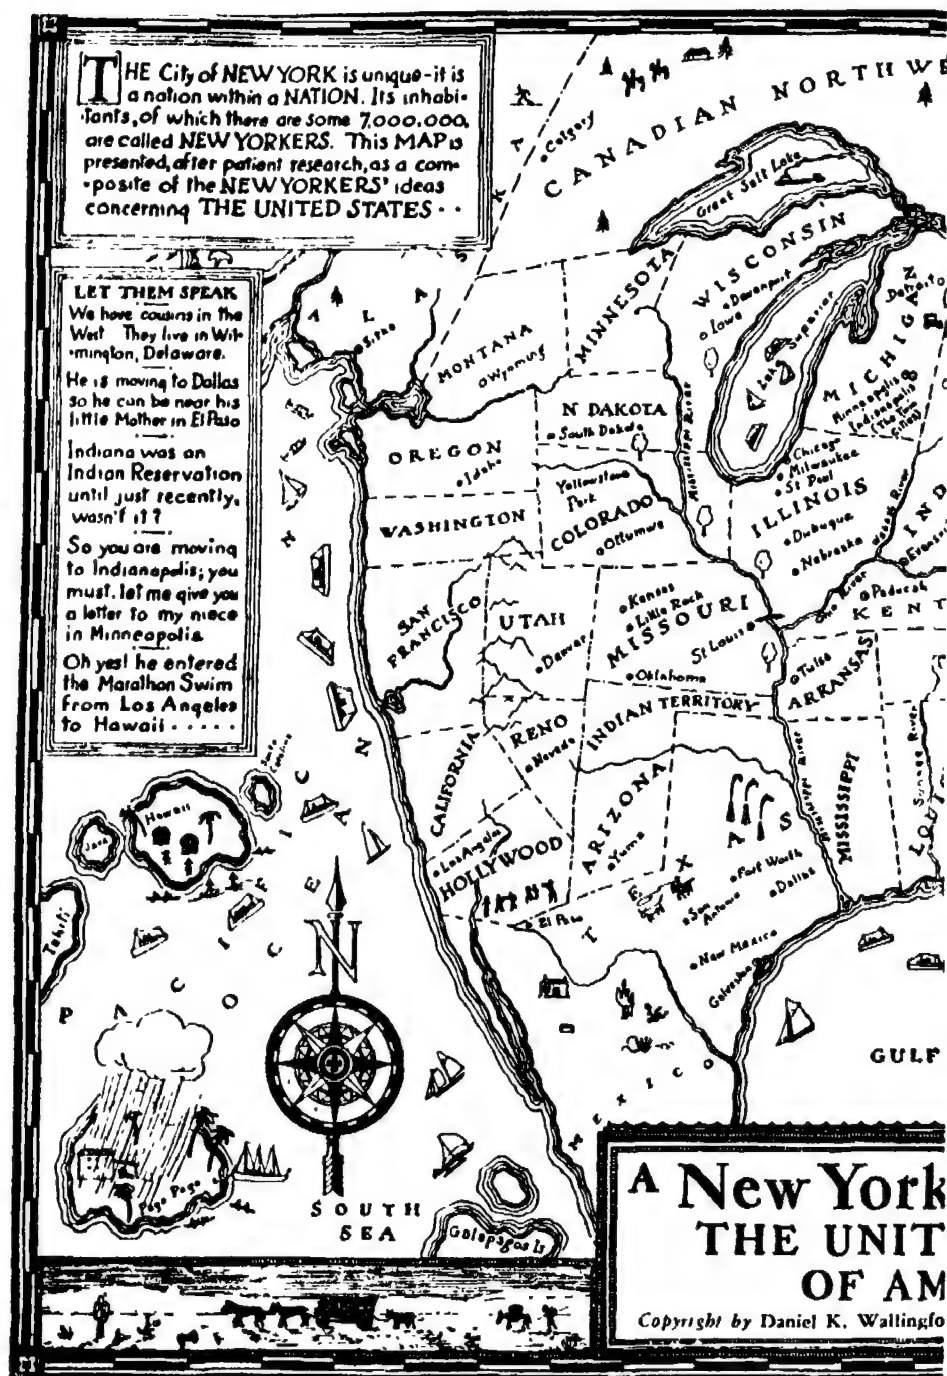 THE City of NEW YORK is unique-it is
a nation within a NATION. Its inhabi-
tants, of which there are some 7,000,000,
are called NEW YORKERS. This MAP is
presented, after patient research, as a com-
posite of the NEW YORKERS' ideas
concerning THE UNITED STATES · ·
LET THEM SPEAK
We have cousins in the
West They live in Wil-
mington, Delaware.
He is moving to Dallas
so he can be near his
little Mother in El Paso
Indiana was an
Indian Reservation
until just recently,
wasn't it?
So you are moving
to Indianapolis; you
must let me give you
a letter to my niece
in Minneapolis
Oh yes! he entered
the Marathon Swim
from Los Angeles
to Hawaii · · · · ·
CANADIAN NORTHWE
Calgary
ALASKA
Sitka
Great Salt Lake
WISCONSIN
Davenport
Iowa
MINNESOTA
MONTANA
Wyoming
Lake Superior
MICHIGAN
Detroit
Minneapolis &
Indianapolis
(The Twin
Cities)
N DAKOTA
South Dakota
Mississippi River
OREGON
Idaho
Yellowstone
Park
COLORADO
Ottumwa
WASHINGTON
Chicago
Milwaukee
St Paul
ILLINOIS
Dubuque
Nebraska
IND
Ohio River
Paducah
KENT
SAN
FRANCISCO
UTAH
Denver
Kansas
Little Rock
MISSOURI
St Louis
Oklahoma
Tulsa
ARKANSAS
INDIAN TERRITORY
RENO
Nevada
CALIFORNIA
ARIZONA
Yuma
Mississippi River
MISSISSIPPI
Suwanee River
Los Angeles
HOLLYWOOD
El Paso
TEXAS
Fort Worth
Dallas
San
Antonio
New Mexico
Galveston
Hawaii
Java
Tahiti
PACIFIC OCEAN
N
MEXICO
GULF
Pago Pago
SOUTH
SEA
Galapagos Is
A New York
THE UNIT
OF AM
Copyright by Daniel K. Wallingfo